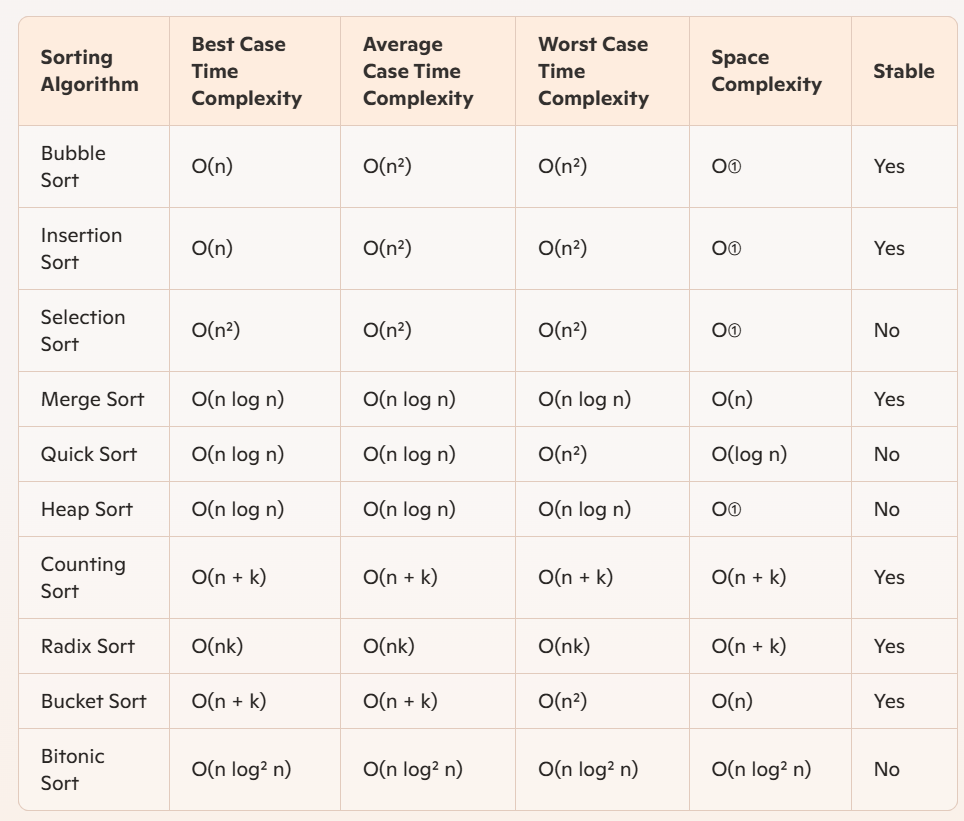 Sorting
Algorithm
Best Case
Time
Complexity
Average
Case Time
Complexity
Worst Case
Time
Complexity
Space
Complexity
Stable
Bubble
Sort
O(n)
O(n²)
O(n²)
O①
Yes
Insertion
Sort
O(n)
O(n²)
O(n²)
O①
Yes
Selection
Sort
O(n²)
O(n²)
O(n²)
O①
No
Merge Sort
O(n log n)
O(n log n)
O(n log n)
O(n)
Yes
Quick Sort
O(n log n)
O(n log n)
O(n²)
O(log n)
No
Heap Sort
O(n log n)
O(n log n)
O(n log n)
O①
No
Counting
Sort
O(n + k)
O(n + k)
O(n + k)
O(n + k)
Yes
Radix Sort
O(nk)
O(nk)
O(nk)
O(n + k)
Yes
Bucket Sort
O(n + k)
O(n + k)
O(n²)
O(n)
Yes
Bitonic
Sort
O(n log² n)
O(n log² n)
O(n log² n)
O(n log² n)
No